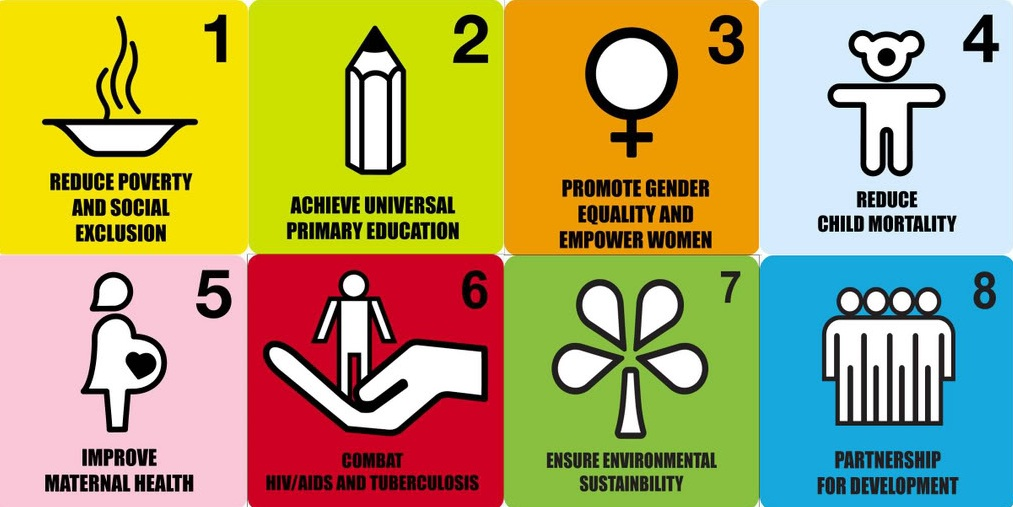 1
REDUCE POVERTY
AND SOCIAL
EXCLUSION
2
ACHIEVE UNIVERSAL
PRIMARY EDUCATION
3
PROMOTE GENDER
EQUALITY AND
EMPOWER WOMEN
4
REDUCE
CHILD MORTALITY
5
IMPROVE
MATERNAL HEALTH
6
COMBAT
HIV/AIDS AND TUBERCULOSIS
7
ENSURE ENVIRONMENTAL
SUSTAINBILITY
8
PARTNERSHIP
FOR DEVELOPMENT